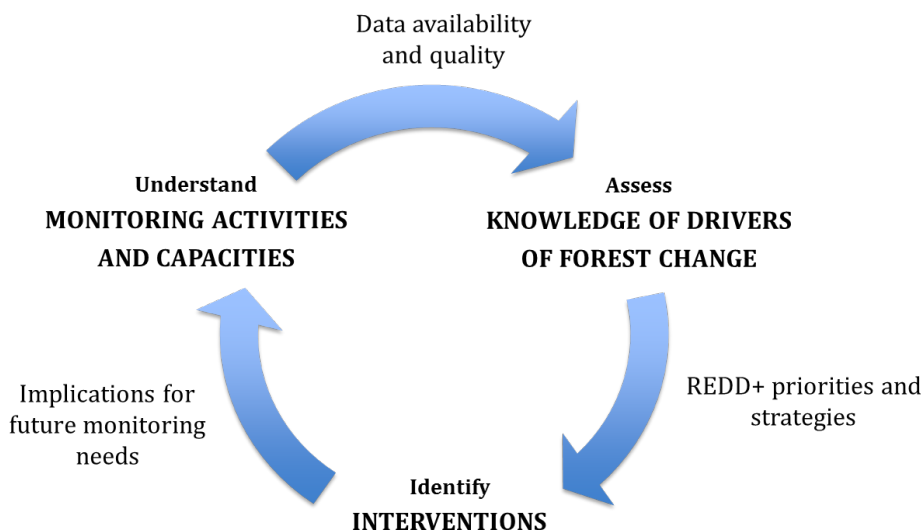 Data availability
and quality
Understand
MONITORING ACTIVITIES
AND CAPACITIES
Assess
KNOWLEDGE OF DRIVERS
OF FOREST CHANGE
Implications for
future monitoring
needs
REDD+ priorities and
strategies
Identify
INTERVENTIONS